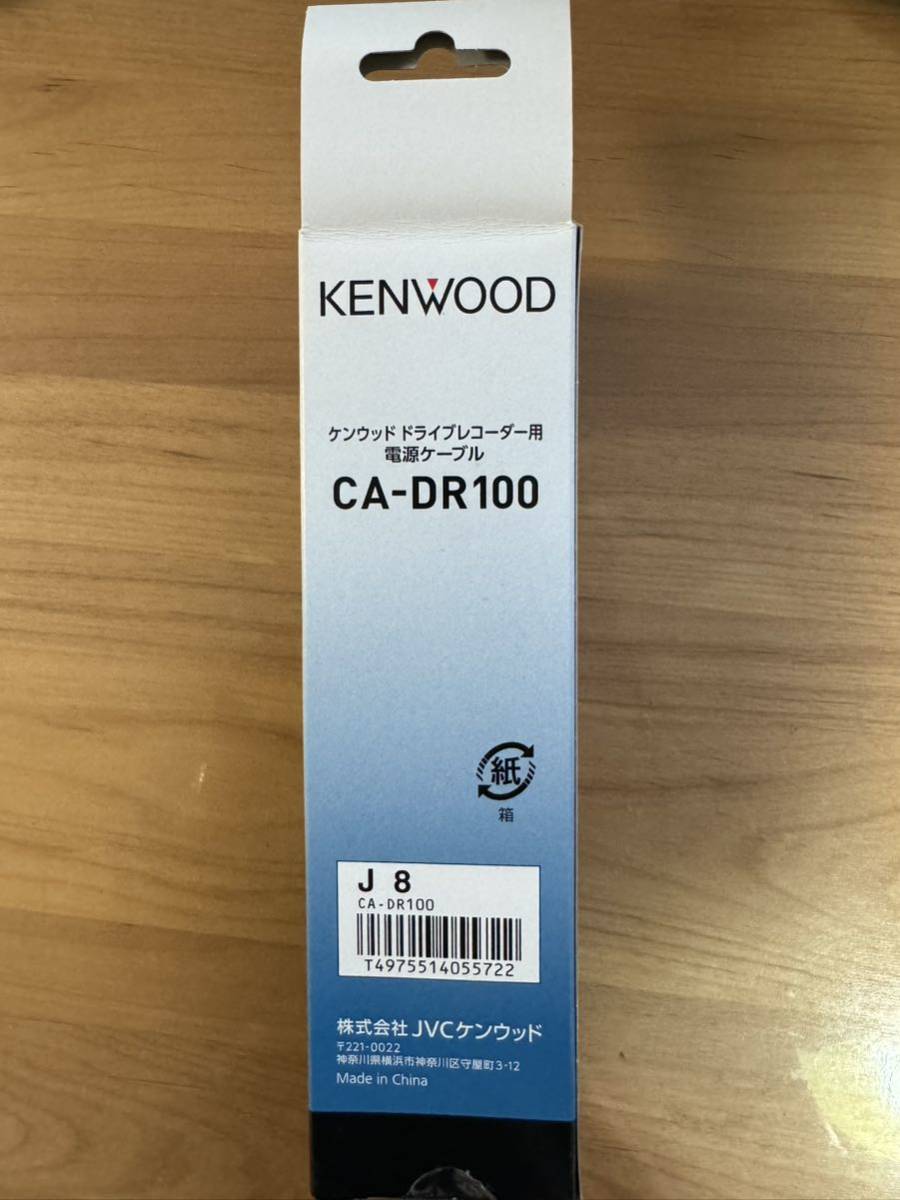 KENWOOD
ケンウッド ドライブレコーダー用
電源ケーブル
CA-DR100
紙
箱
J 8
CA-DR100
T4975514055722
株式会社 JVCケンウッド
〒221-0022
神奈川県横浜市神奈川区守屋町3-12
Made in China